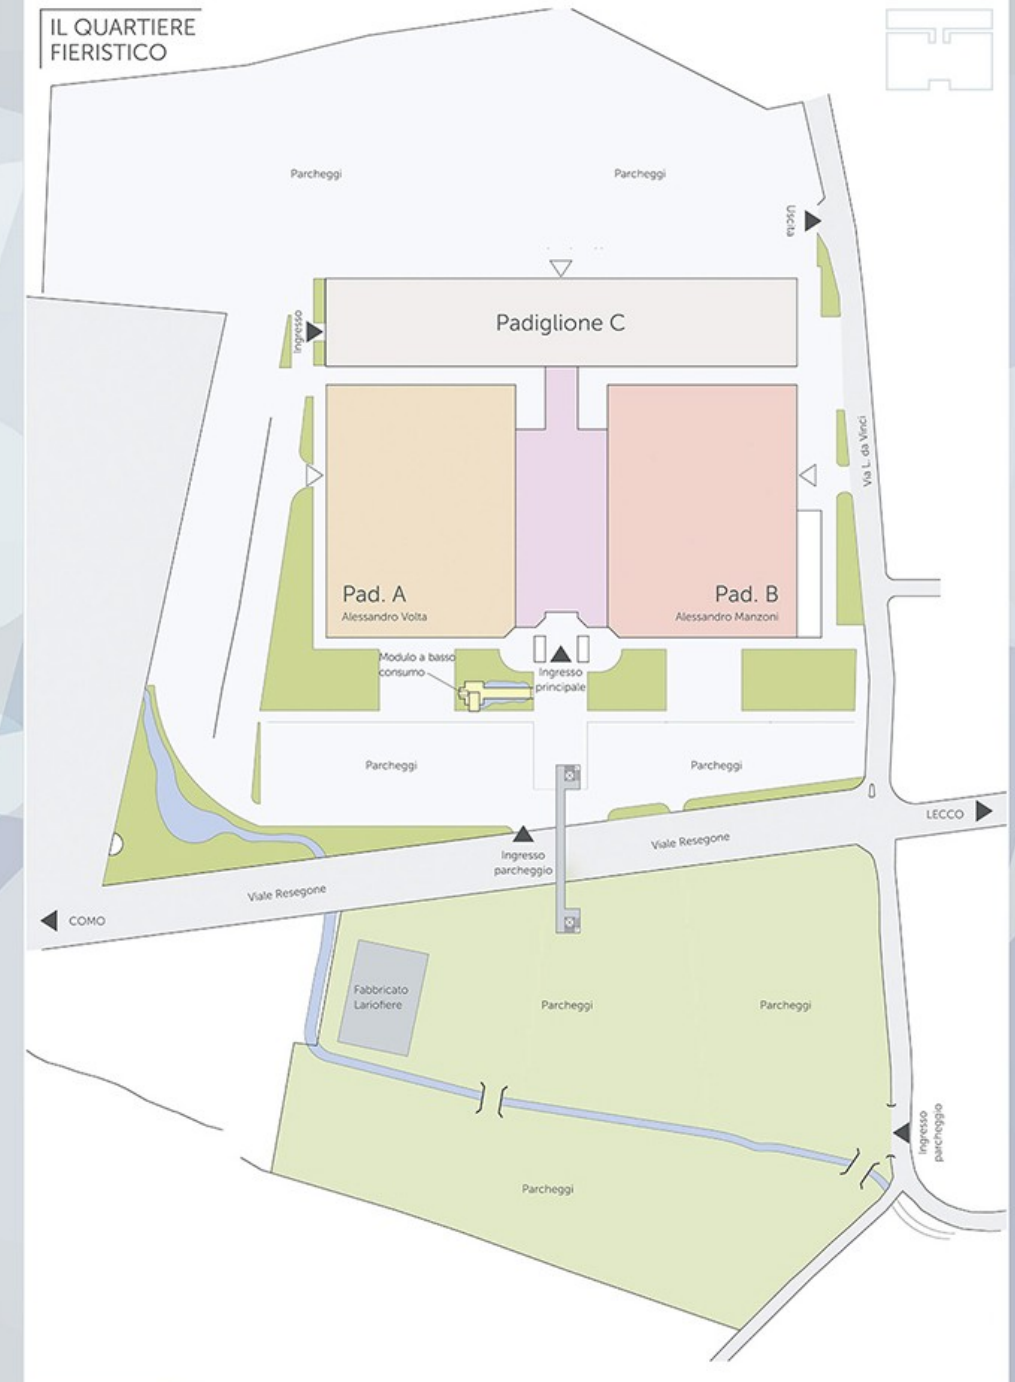 IL QUARTIERE
FIERISTICO
Parcheggi
Parcheggi
Uscita
Ingresso
Padiglione C
Via L. da Vinci
Pad. A
Alessandro Volta
Pad. B
Alessandro Manzoni
Modulo a basso
consumo
Ingresso
principale
Parcheggi
Parcheggi
LECCO
Ingresso
parcheggio
Viale Resegone
Viale Resegone
COMO
Fabbricato
Lariofiere
Parcheggi
Parcheggi
Ingresso
parcheggio
Parcheggi